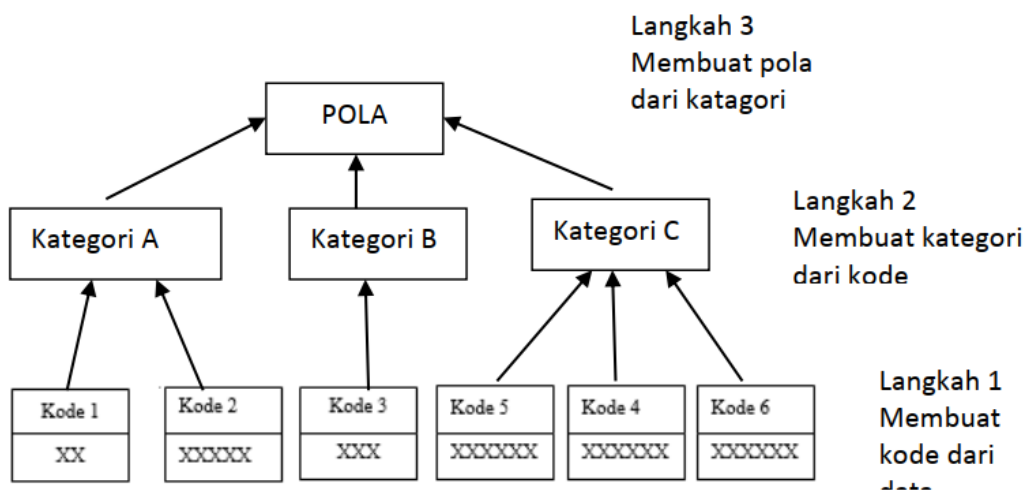 Langkah 3
Membuat pola
dari katagori
POLA
Langkah 2
Membuat kategori
dari kode
Kategori A
Kategori B
Kategori C
Langkah 1
Membuat
kode dari
data
Kode 1
XX
Kode 2
XXXXX
Kode 3
XXX
Kode 5
XXXXXX
Kode 4
XXXXXX
Kode 6
XXXXXX